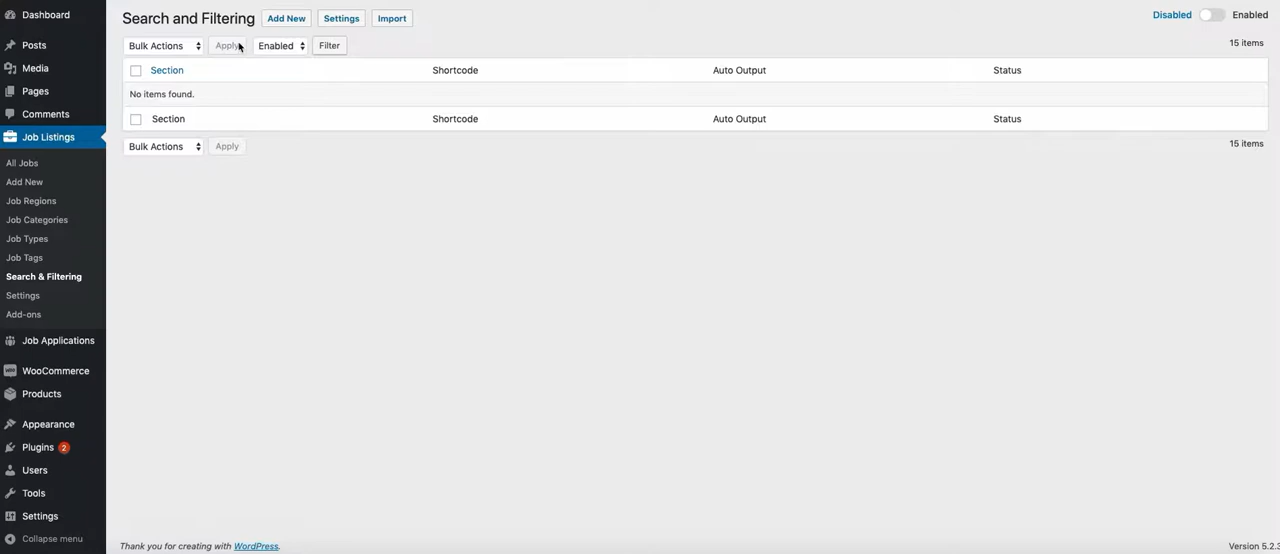 Dashboard
Posts
Media
Pages
Comments
Job Listings
All Jobs
Add New
Job Regions
Job Categories
Job Types
Job Tags
Search & Filtering
Settings
Add-ons
Job Applications
WooCommerce
Products
Appearance
Plugins 2
Users
Tools
Settings
Collapse menu
Search and Filtering Add New Settings Import
Disabled Enabled
Bulk Actions Apply Enabled Filter
15 items
Section Shortcode Auto Output Status
No items found.
Section Shortcode Auto Output Status
Bulk Actions Apply
15 items
Thank you for creating with WordPress.
Version 5.2.3